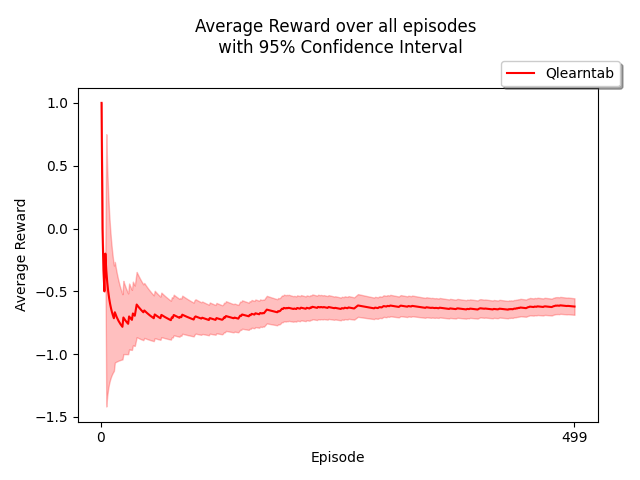 Average Reward over all episodes
with 95% Confidence Interval
Qlearntab
1.0
0.5
0.0
−0.5
−1.0
−1.5
Average Reward
0
499
Episode